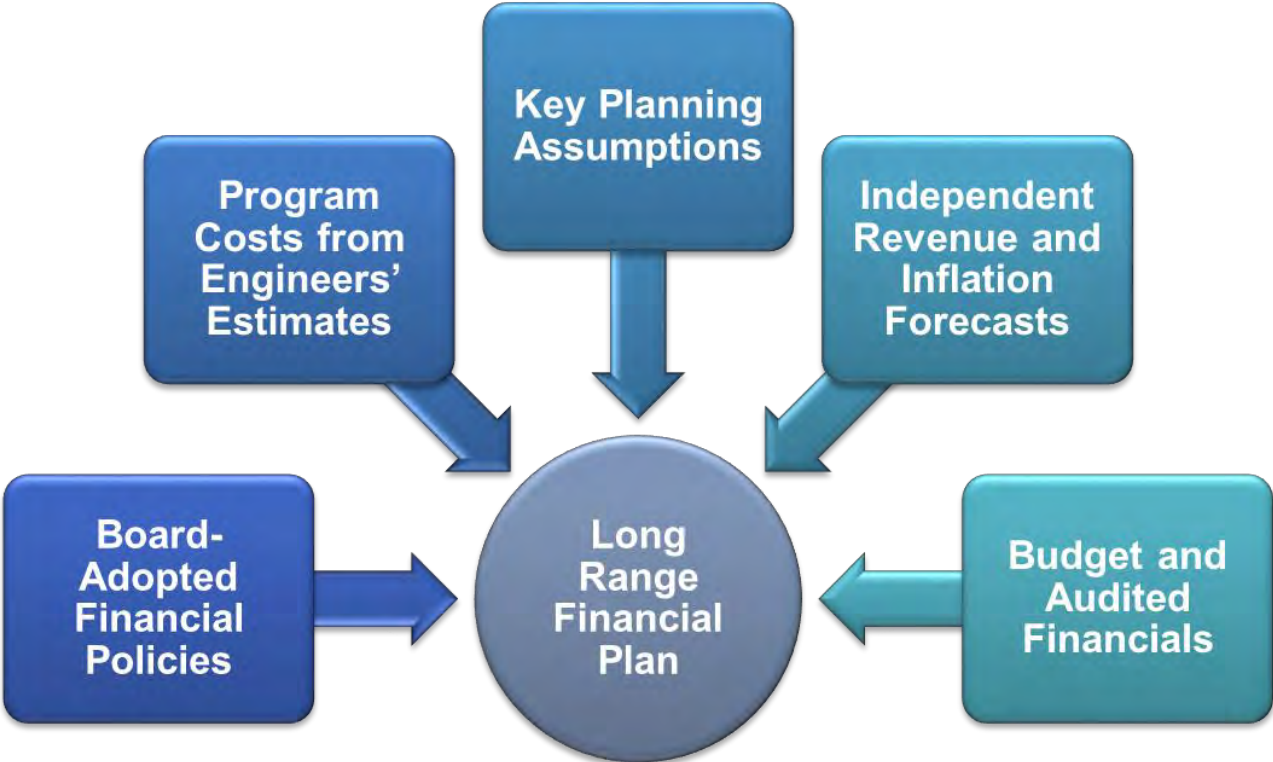 Key Planning
Assumptions
Program
Costs from
Engineers’
Estimates
Independent
Revenue and
Inflation
Forecasts
Board-
Adopted
Financial
Policies
Long
Range
Financial
Plan
Budget and
Audited
Financials